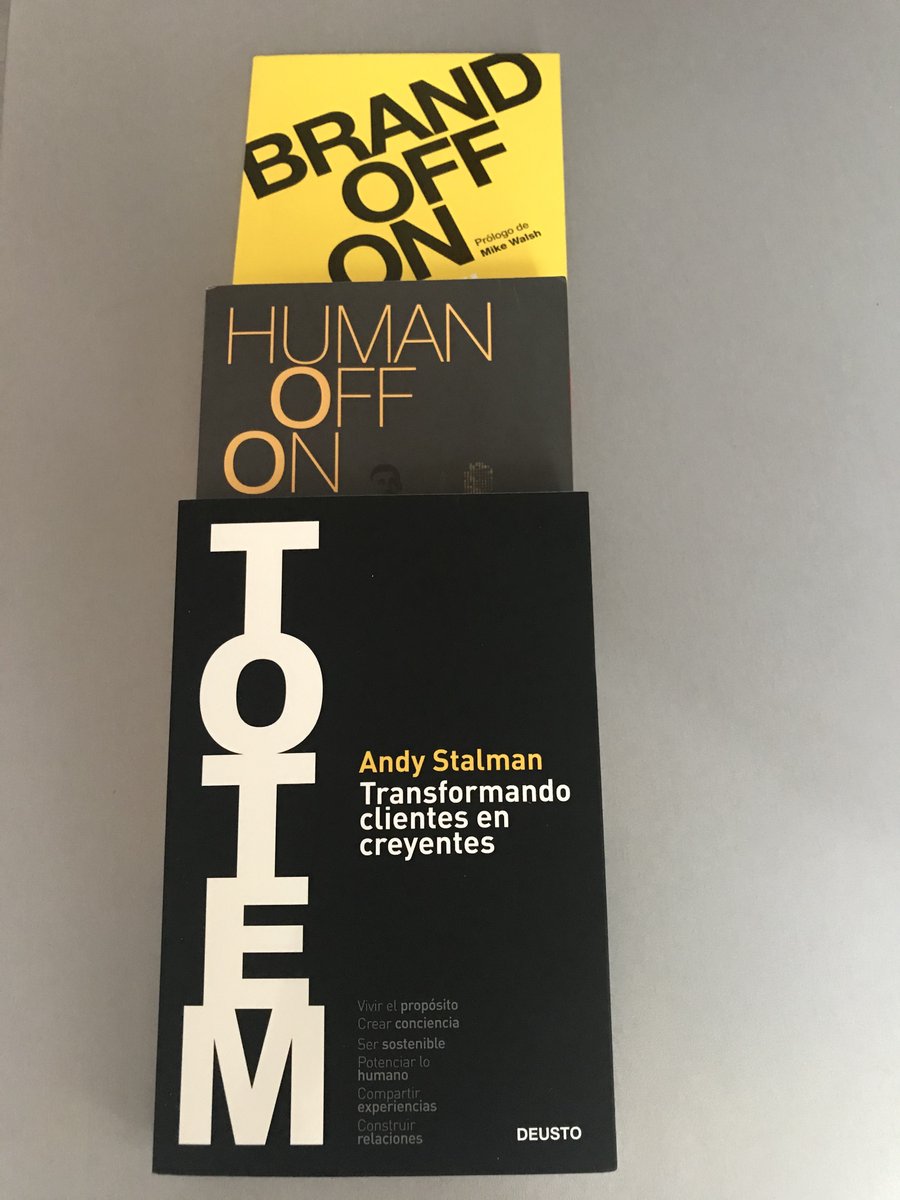 BRAND
OFF
ON
Prólogo de
Mike Walsh
HUMAN
OFF
ON
TOTEM
Andy Stalman
Transformando
clientes en
creyentes
Vivir el propósito
Crear conciencia
Ser sostenible
Potenciar lo
humano
Compartir
experiencias
Construir
relaciones
DEUSTO